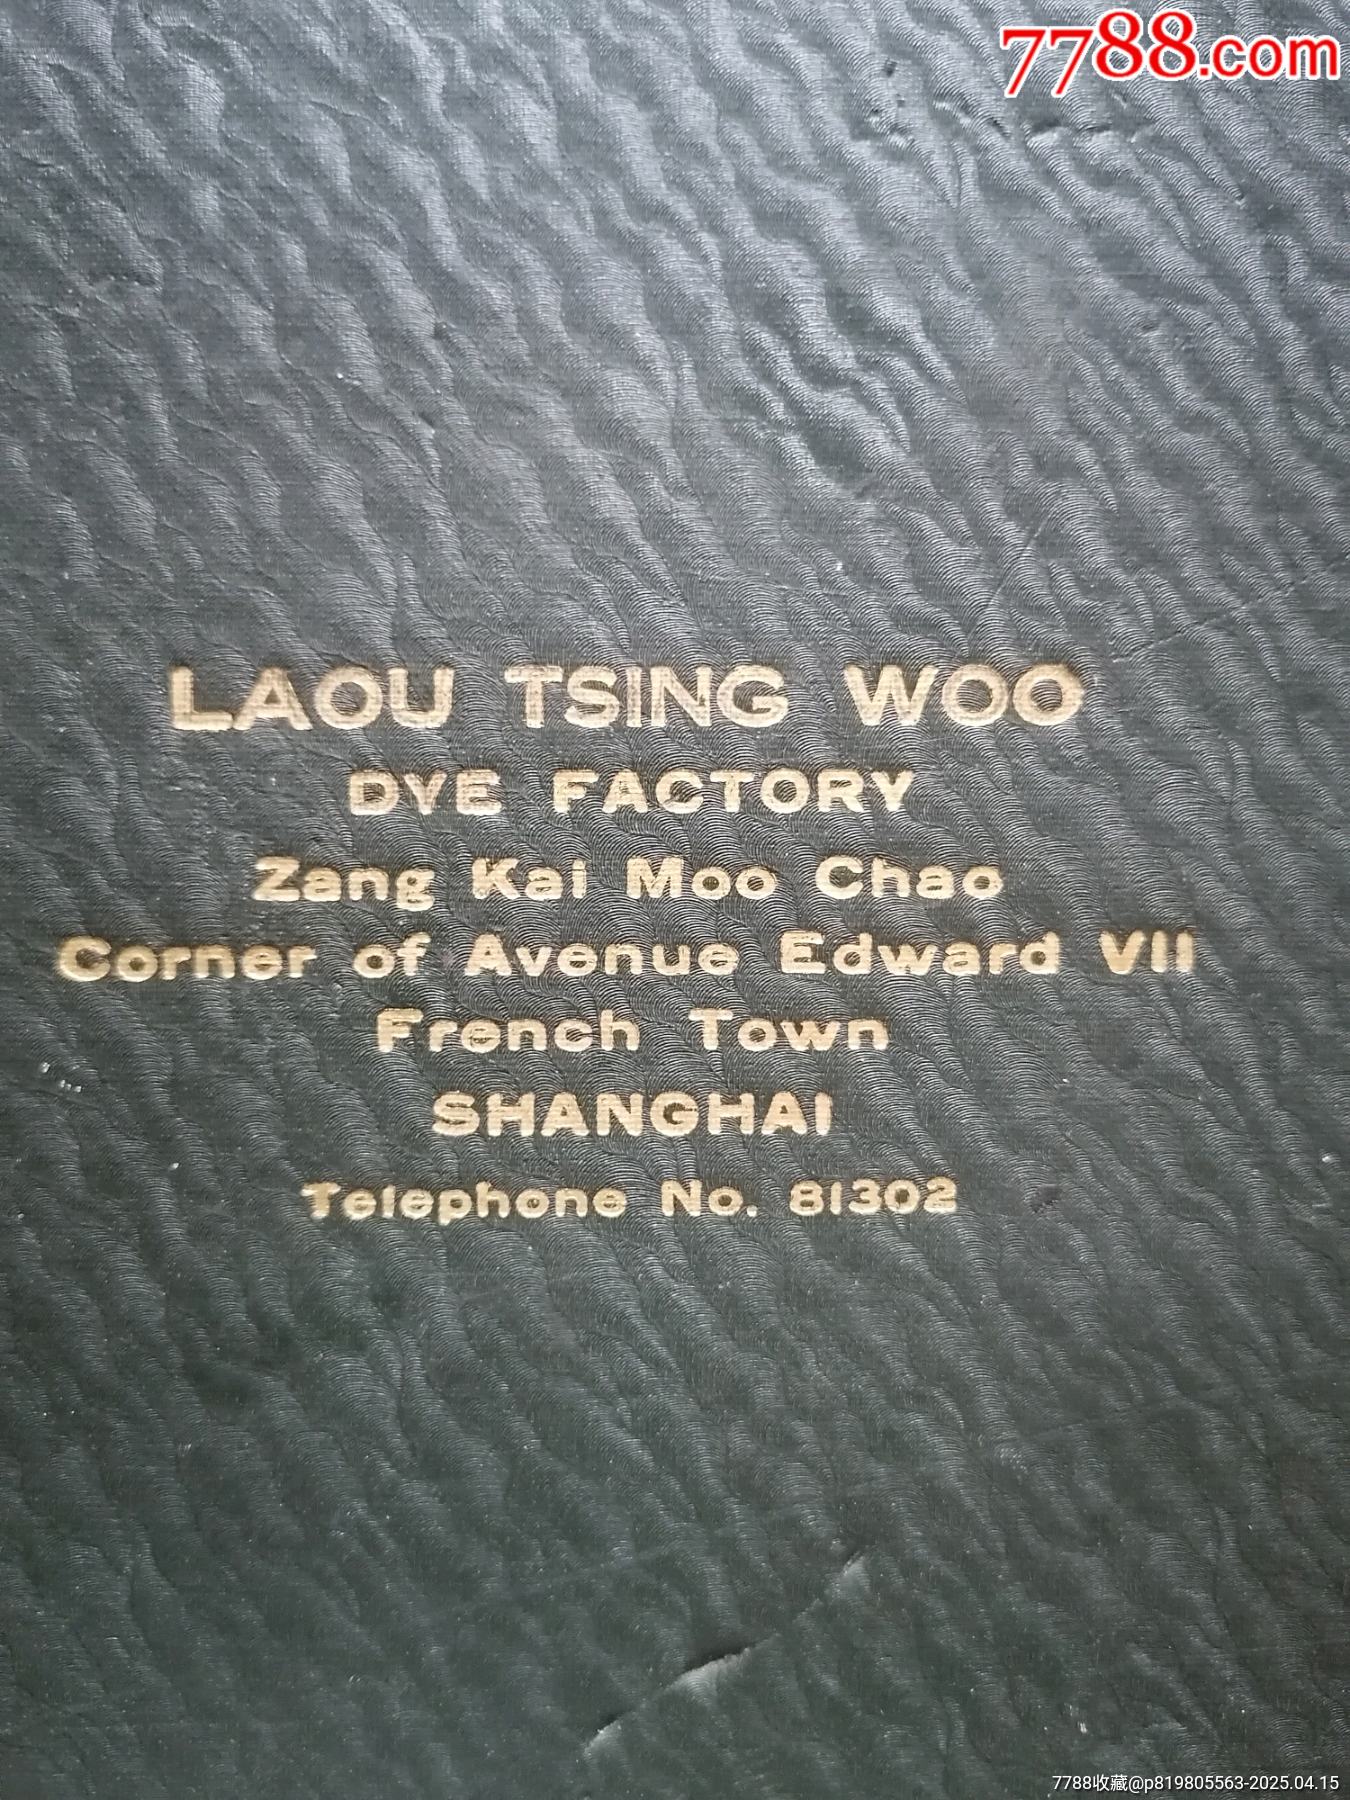 7788.com
LAOU TSING WOO
DYE FACTORY
Zang Kai Moo Chao
Corner of Avenue Edward VII
French Town
SHANGHAI
Telephone No. 81302
7788收藏@p819805563-2025.04.15